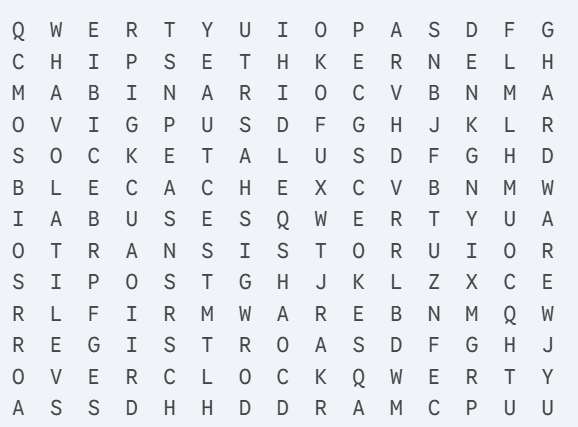 Q W E R T Y U I O P A S D F G
C H I P S E T H K E R N E L H
M A B I N A R I O C V B N M A
O V I G P U S D F G H J K L R
S O C K E T A L U S D F G H D
B L E C A C H E X C V B N M W
I A B U S E S Q W E R T Y U A
O T R A N S I S T O R U I O R
S I P O S T G H J K L Z X C E
R L F I R M W A R E B N M Q W
R E G I S T R O A S D F G H J
O V E R C L O C K Q W E R T Y
A S S D H H D D R A M C P U U